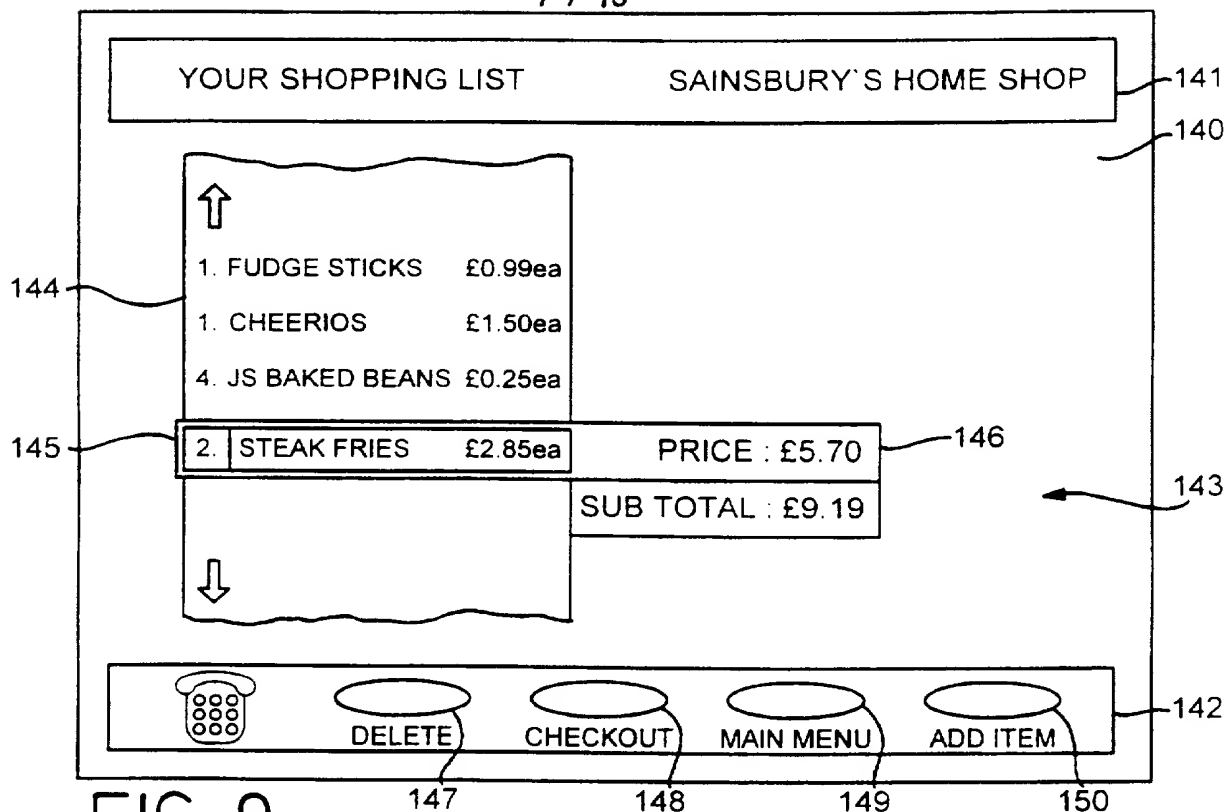 YOUR SHOPPING LIST SAINSBURY`S HOME SHOP
141
140
1. FUDGE STICKS £0.99ea
144
1. CHEERIOS £1.50ea
4. JS BAKED BEANS £0.25ea
145 2. STEAK FRIES £2.85ea PRICE : £5.70 146
143
SUB TOTAL : £9.19
142
DELETE CHECKOUT MAIN MENU ADD ITEM
147 148 149 150